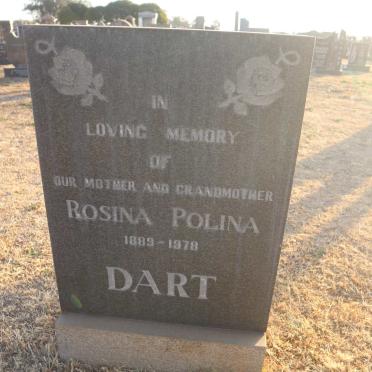 IN
LOVING MEMORY
OF
OUR MOTHER AND GRANDMOTHER
ROSINA POLINA
1889-1978
DART